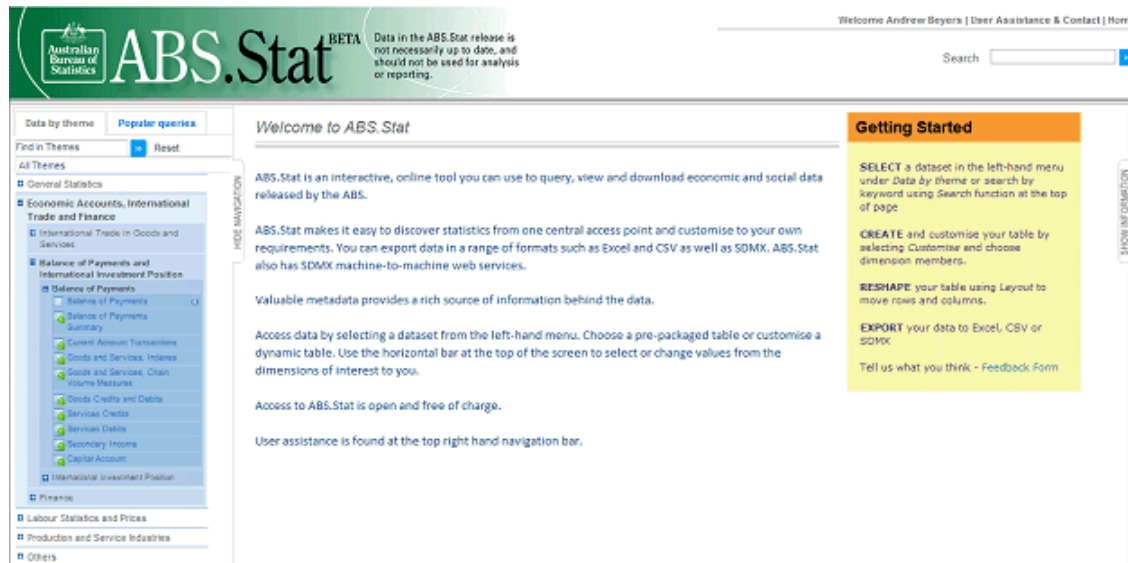 Welcome Andrew Beyers | User Assistance & Contact | Hom
Australian
Bureau of
Statistics
ABS.Stat BETA
Data in the ABS.Stat release is
not necessarily up to date, and
should not be used for analysis
or reporting.
Search
Data by theme
Popular queries
Find in Themes
Reset
All Themes
General Statistics
Economic Accounts, International
Trade and Finance
International Trade in Goods and
Services
Balance of Payments and
International Investment Position
Balance of Payments
Balance of Payments
Balance of Payments
Summary
Current Account Transactions
Goods and Services, Indexes
Goods and Services, Chain
Volume Measures
Goods Credits and Debits
Services Credits
Services Debits
Secondary Income
Capital Account
International Investment Position
Finance
Labour Statistics and Prices
Production and Service Industries
Others
HIDE NAVIGATION
Welcome to ABS.Stat
ABS.Stat is an interactive, online tool you can use to query, view and download economic and social data
released by the ABS.
ABS.Stat makes it easy to discover statistics from one central access point and customise to your own
requirements. You can export data in a range of formats such as Excel and CSV as well as SDMX. ABS.Stat
also has SDMX machine-to-machine web services.
Valuable metadata provides a rich source of information behind the data.
Access data by selecting a dataset from the left-hand menu. Choose a pre-packaged table or customise a
dynamic table. Use the horizontal bar at the top of the screen to select or change values from the
dimensions of interest to you.
Access to ABS.Stat is open and free of charge.
User assistance is found at the top right hand navigation bar.
Getting Started
SELECT a dataset in the left-hand menu
under Data by theme or search by
keyword using Search function at the top
of page
CREATE and customise your table by
selecting Customise and choose
dimension members.
RESHAPE your table using Layout to
move rows and columns.
EXPORT your data to Excel, CSV or
SDMX
Tell us what you think - Feedback Form
SHOW INFORMATION